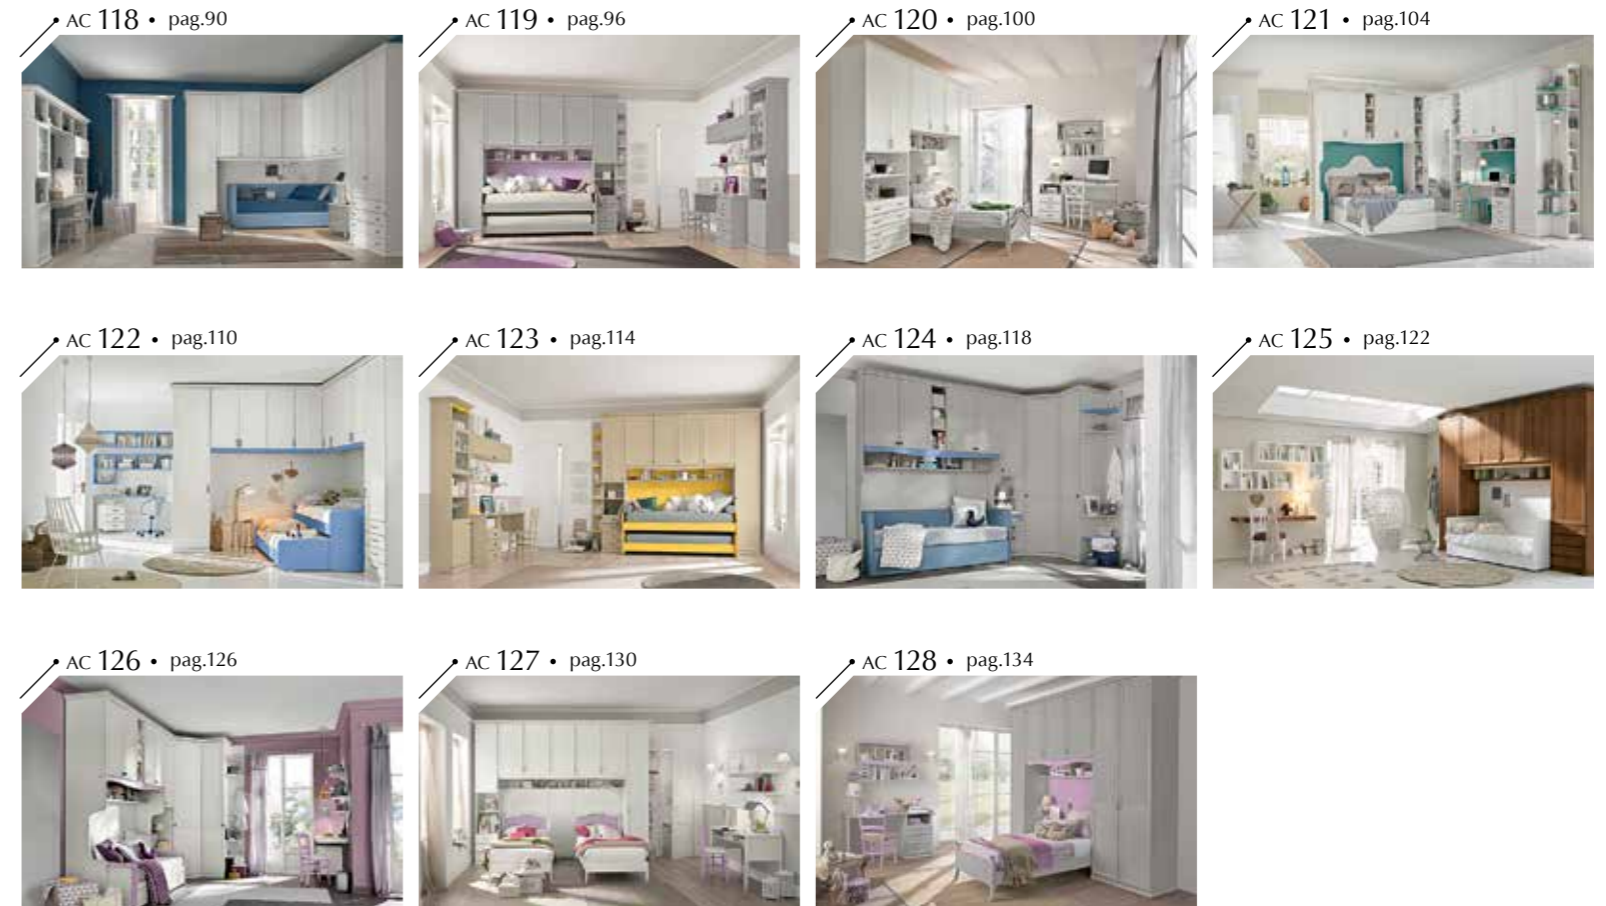 AC 118 • pag.90
AC 119 • pag.96
AC 120 • pag.100
AC 121 • pag.104
AC 122 • pag.110
AC 123 • pag.114
AC 124 • pag.118
AC 125 • pag.122
AC 126 • pag.126
AC 127 • pag.130
AC 128 • pag.134